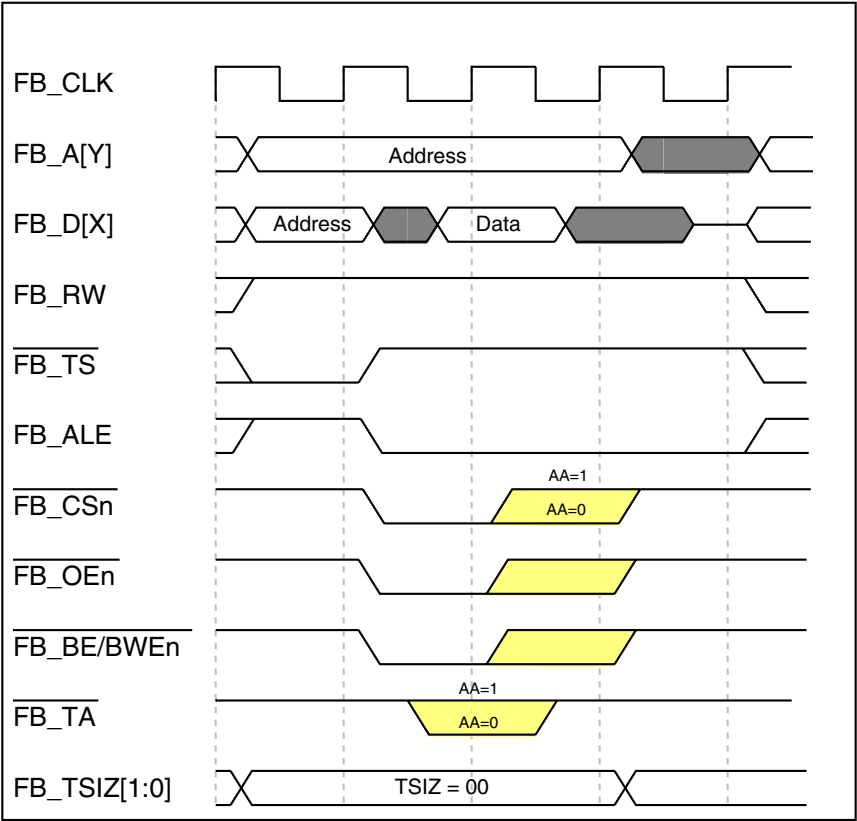 FB_CLK
FB_A[Y]
Address
FB_D[X]
Address
Data
FB_RW
FB_TS
FB_ALE
AA=1
FB_CSn
AA=0
FB_OEn
FB_BE/BWEn
AA=1
FB_TA
AA=0
FB_TSIZ[1:0]
TSIZ = 00